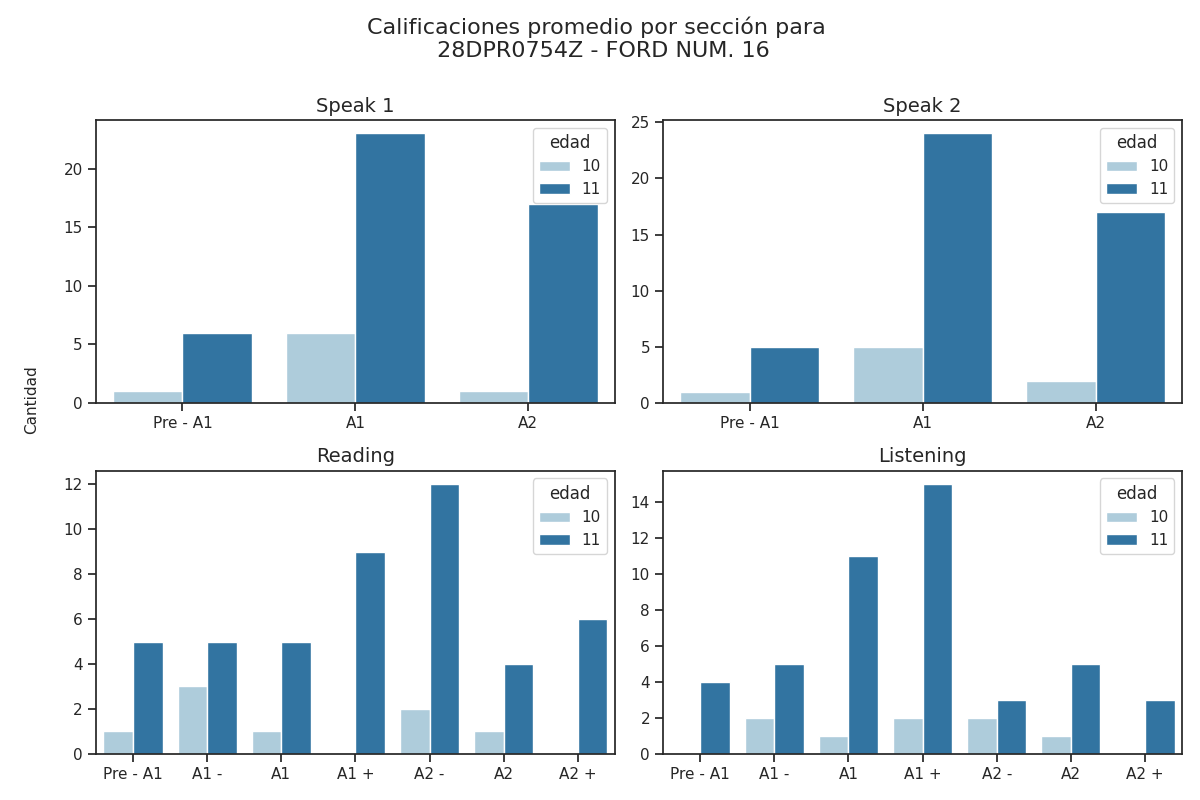 Calificaciones promedio por sección para
28DPR0754Z - FORD NUM. 16
Speak 1
edad
10
11
20
15
10
5
0
Pre - A1
A1
A2
Speak 2
edad
10
11
25
20
15
10
5
0
Pre - A1
A1
A2
Cantidad
Reading
edad
10
11
12
10
8
6
4
2
0
Pre - A1
A1 -
A1
A1 +
A2 -
A2
A2 +
Listening
edad
10
11
14
12
10
8
6
4
2
0
Pre - A1
A1 -
A1
A1 +
A2 -
A2
A2 +